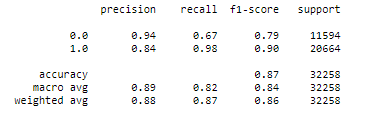 precision recall f1-score support
0.0 0.94 0.67 0.79 11594
1.0 0.84 0.98 0.90 20664
accuracy 0.87 32258
macro avg 0.89 0.82 0.84 32258
weighted avg 0.88 0.87 0.86 32258